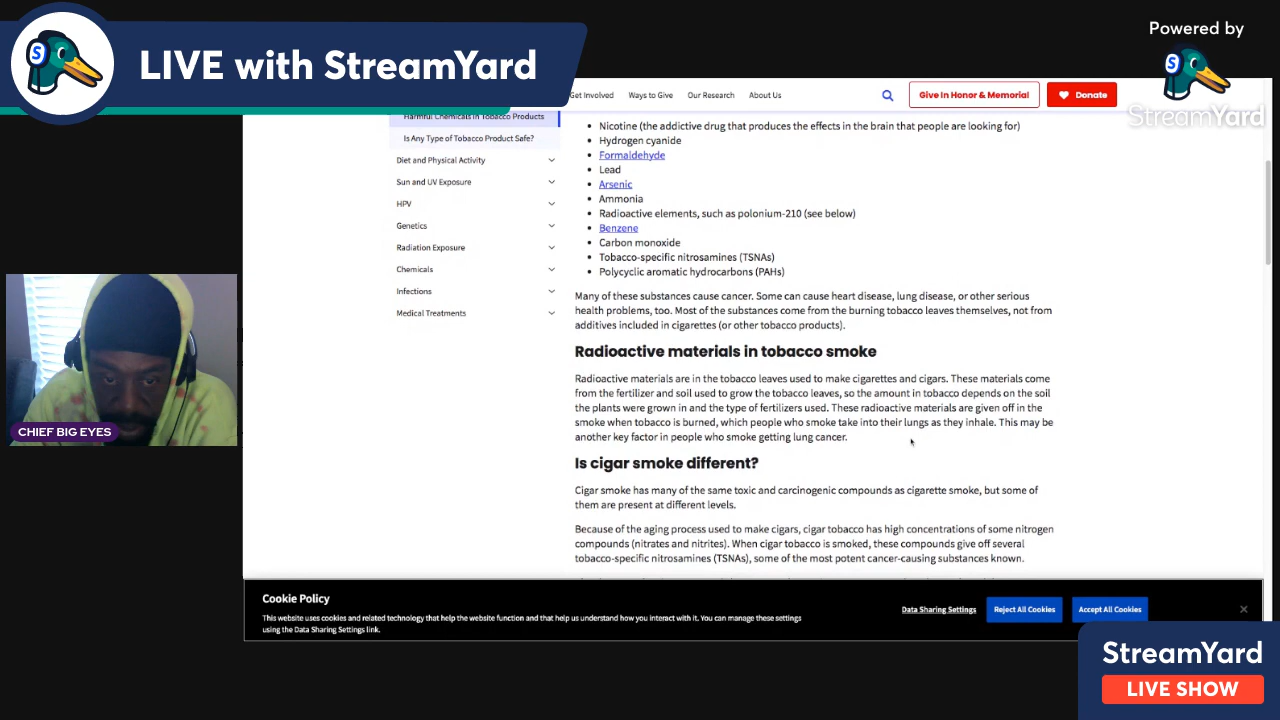 LIVE with StreamYard
Powered by
StreamYard
Get Involved
Ways to Give
Our Research
About Us
Give In Honor & Memorial
Donate
Harmful Chemicals in Tobacco Products
Is Any Type of Tobacco Product Safe?
Diet and Physical Activity
Sun and UV Exposure
HPV
Genetics
Radiation Exposure
Chemicals
Infections
Medical Treatments
Nicotine (the addictive drug that produces the effects in the brain that people are looking for)
Hydrogen cyanide
Formaldehyde
Lead
Arsenic
Ammonia
Radioactive elements, such as polonium-210 (see below)
Benzene
Carbon monoxide
Tobacco-specific nitrosamines (TSNAs)
Polycyclic aromatic hydrocarbons (PAHs)
Many of these substances cause cancer. Some can cause heart disease, lung disease, or other serious
health problems, too. Most of the substances come from the burning tobacco leaves themselves, not from
additives included in cigarettes (or other tobacco products).
Radioactive materials in tobacco smoke
Radioactive materials are in the tobacco leaves used to make cigarettes and cigars. These materials come
from the fertilizer and soil used to grow the tobacco leaves, so the amount in tobacco depends on the soil
the plants were grown in and the type of fertilizers used. These radioactive materials are given off in the
smoke when tobacco is burned, which people who smoke take into their lungs as they inhale. This may be
another key factor in people who smoke getting lung cancer.
Is cigar smoke different?
Cigar smoke has many of the same toxic and carcinogenic compounds as cigarette smoke, but some of
them are present at different levels.
Because of the aging process used to make cigars, cigar tobacco has high concentrations of some nitrogen
compounds (nitrates and nitrites). When cigar tobacco is smoked, these compounds give off several
tobacco-specific nitrosamines (TSNAs), some of the most potent cancer-causing substances known.
CHIEF BIG EYES
Cookie Policy
This website uses cookies and related technology that help the website function and that help us understand how you interact with it. You can manage these settings
using the Data Sharing Settings link.
Data Sharing Settings
Reject All Cookies
Accept All Cookies
StreamYard
LIVE SHOW